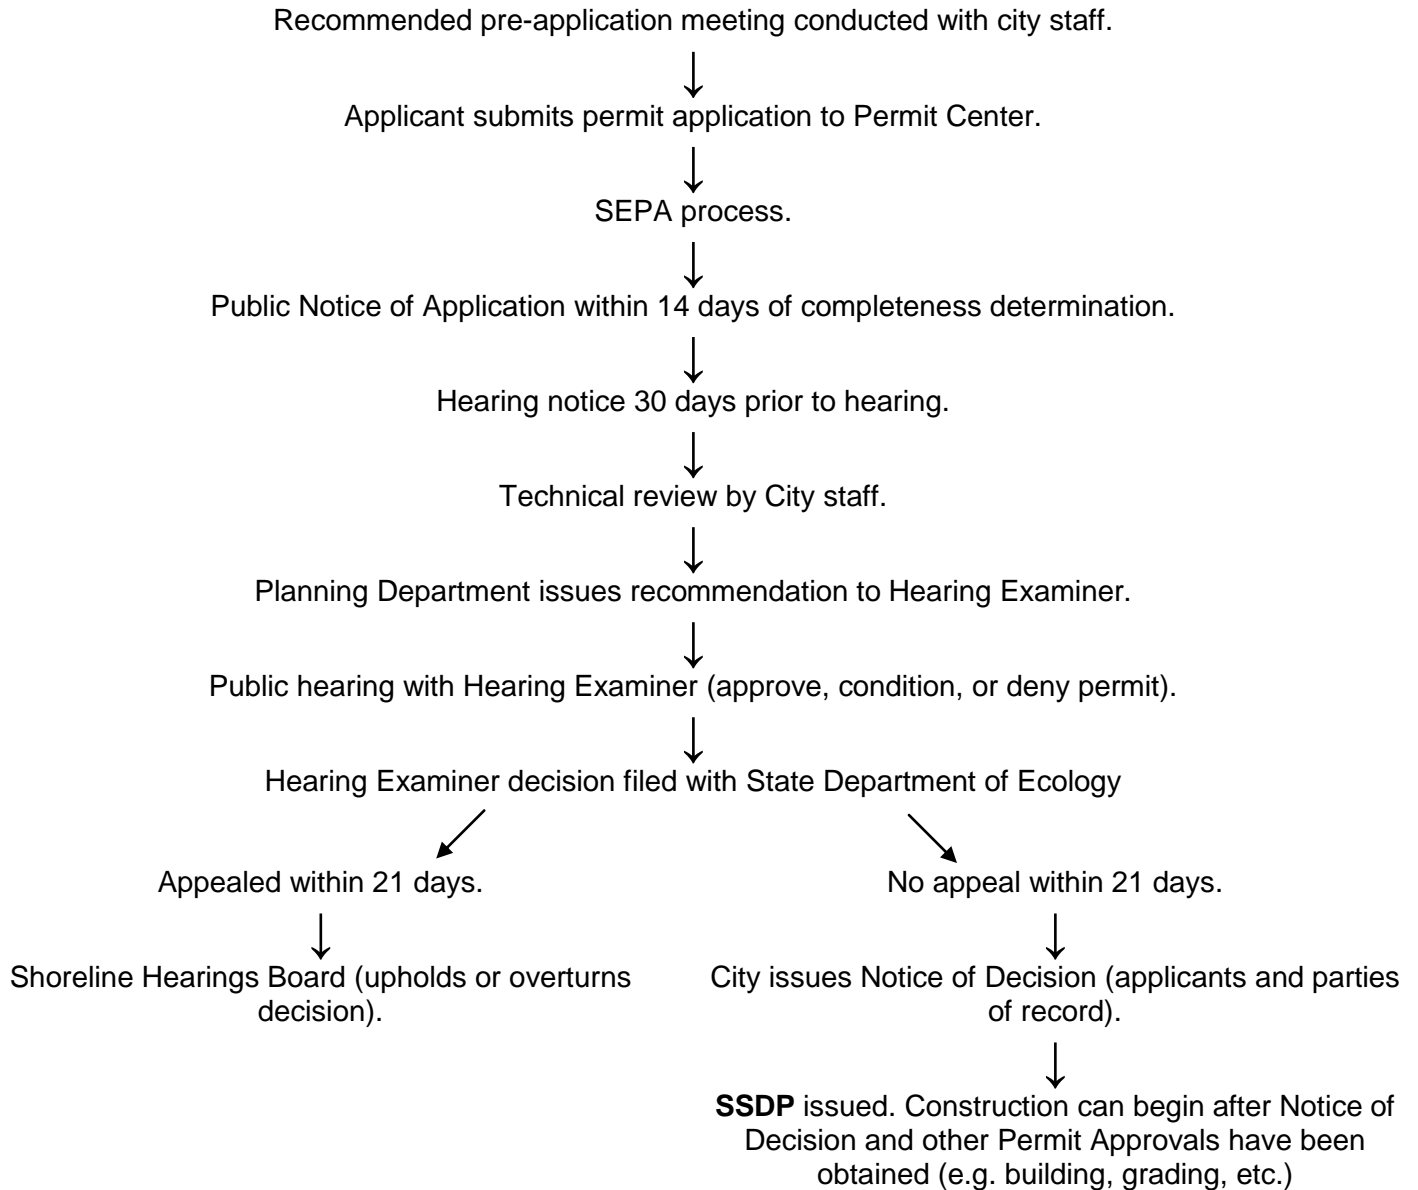 Recommended pre-application meeting conducted with city staff.
Applicant submits permit application to Permit Center.
SEPA process.
Public Notice of Application within 14 days of completeness determination.
Hearing notice 30 days prior to hearing.
Technical review by City staff.
Planning Department issues recommendation to Hearing Examiner.
Public hearing with Hearing Examiner (approve, condition, or deny permit).
Hearing Examiner decision filed with State Department of Ecology
Appealed within 21 days.
Shoreline Hearings Board (upholds or overturns
decision).
No appeal within 21 days.
City issues Notice of Decision (applicants and parties
of record).
SSDP issued. Construction can begin after Notice of
Decision and other Permit Approvals have been
obtained (e.g. building, grading, etc.)